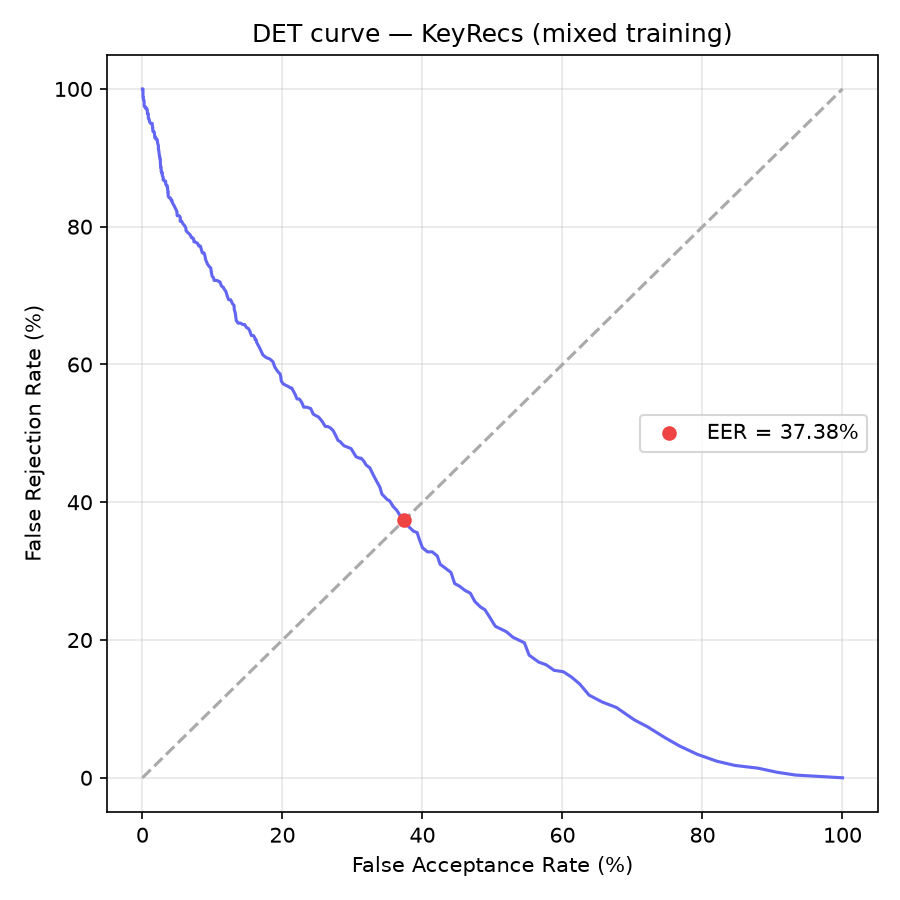 DET curve — KeyRecs (mixed training)
100
80
60
40
20
0
False Rejection Rate (%)
EER = 37.38%
0 20 40 60 80 100
False Acceptance Rate (%)